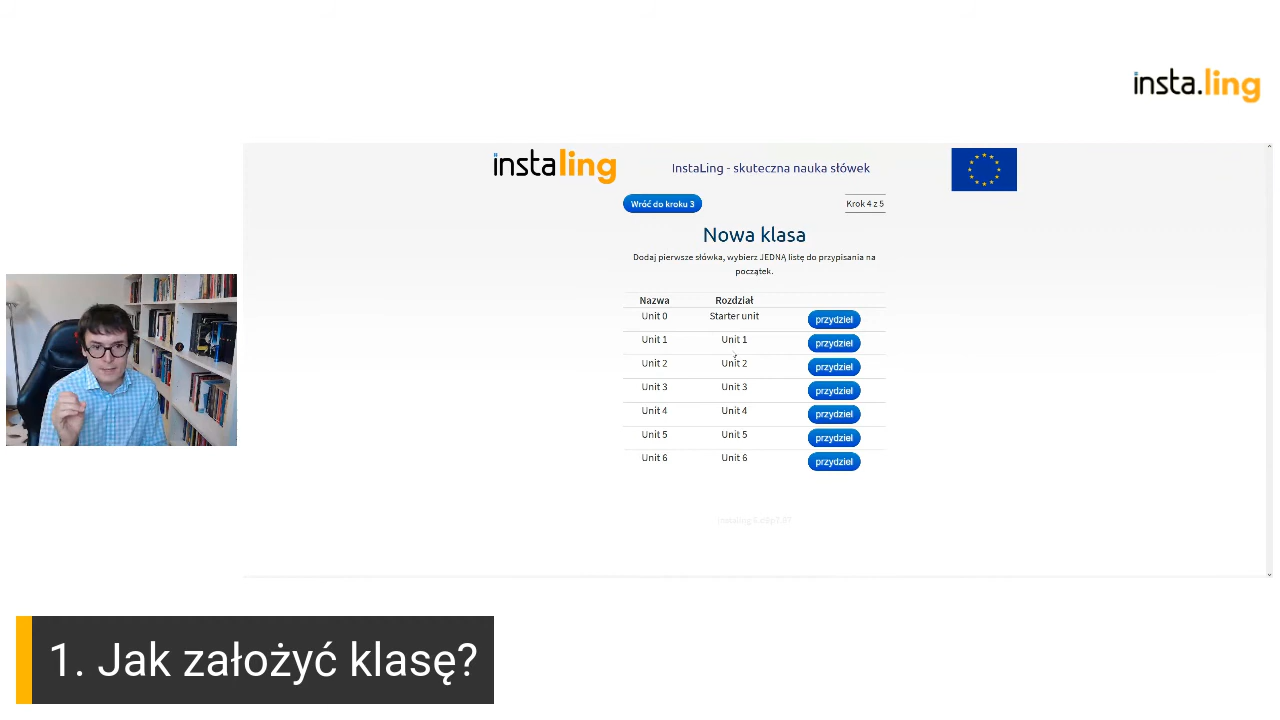 insta.ling
instaling
InstaLing - skuteczna nauka słówek
Wróć do kroku 3
Krok 4 z 5
Nowa klasa
Dodaj pierwsze słówka, wybierz JEDNĄ listę do przypisania na
początek.
Nazwa Rozdział
Unit 0 Starter unit przydziel
Unit 1 Unit 1 przydziel
Unit 2 Unit 2 przydziel
Unit 3 Unit 3 przydziel
Unit 4 Unit 4 przydziel
Unit 5 Unit 5 przydziel
Unit 6 Unit 6 przydziel
1. Jak założyć klasę?